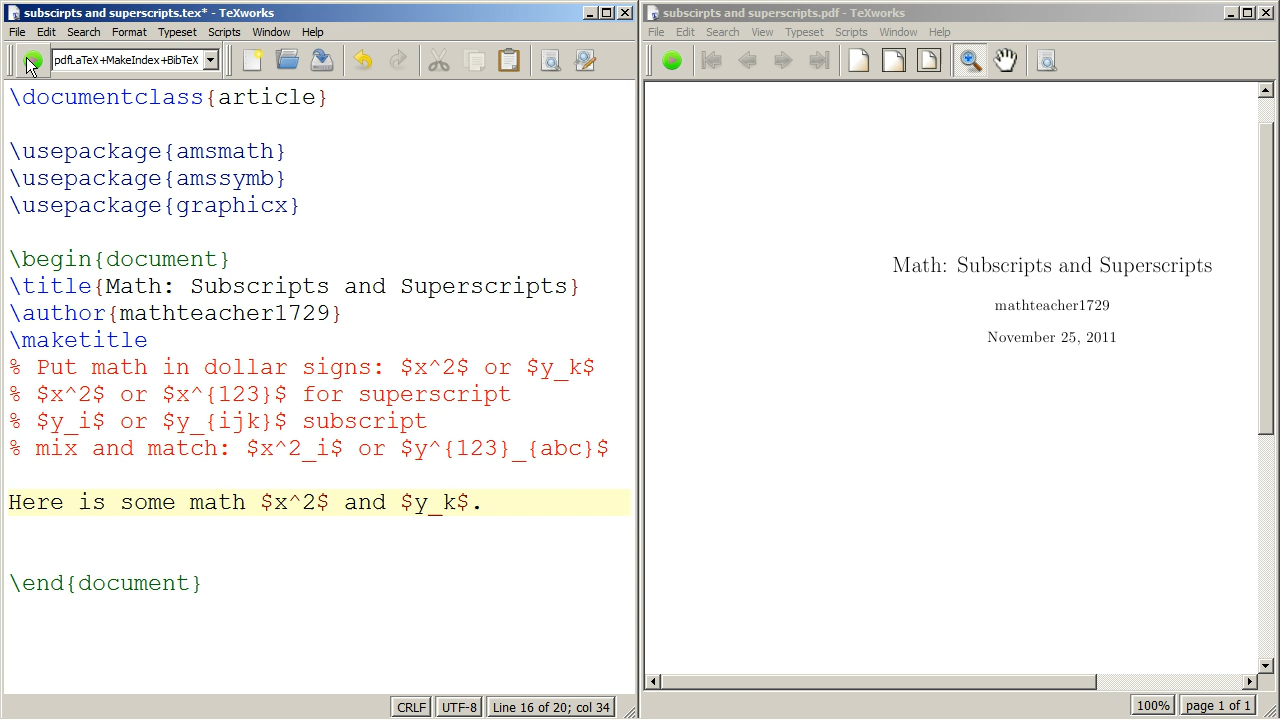 subscirpts and superscripts.tex* - TeXworks
File Edit Search Format Typeset Scripts Window Help
pdfLaTeX+MakeIndex+BibTeX
\documentclass{article}
\usepackage{amsmath}
\usepackage{amssymb}
\usepackage{graphicx}
\begin{document}
\title{Math: Subscripts and Superscripts}
\author{mathteacher1729}
\maketitle
% Put math in dollar signs: $x^2$ or $y_k$
% $x^2$ or $x^{123}$ for superscript
% $y_i$ or $y_{ijk}$ subscript
% mix and match: $x^2_i$ or $y^{123}_{abc}$
Here is some math $x^2$ and $y_k$.
\end{document}
CRLF UTF-8 Line 16 of 20; col 34
subscirpts and superscripts.pdf - TeXworks
File Edit Search View Typeset Scripts Window Help
Math: Subscripts and Superscripts
mathteacher1729
November 25, 2011
100% page 1 of 1